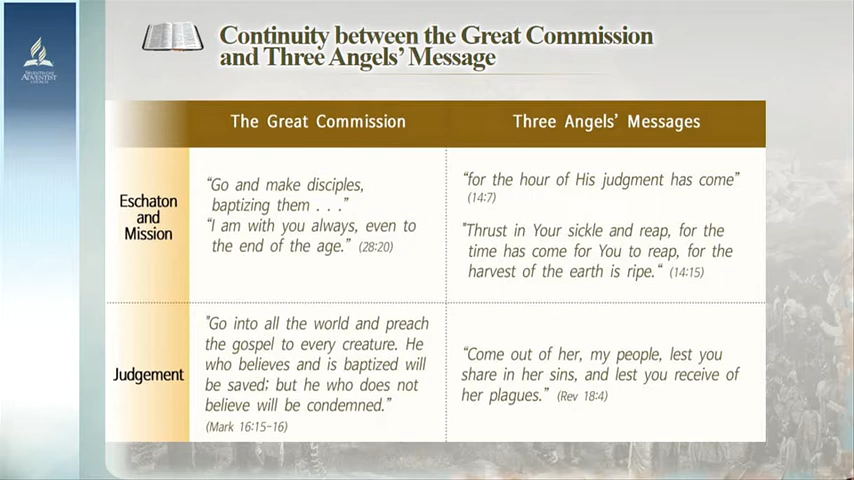 Continuity between the Great Commission
and Three Angels' Message
SEVENTH-DAY
ADVENTIST
CHURCH
The Great Commission
Three Angels' Messages
Eschaton
and
Mission
“Go and make disciples,
baptizing them . . .”
“I am with you always, even to
the end of the age.” (28:20)
“for the hour of His judgment has come”
(14:7)
"Thrust in Your sickle and reap, for the
time has come for You to reap, for the
harvest of the earth is ripe.“ (14:15)
Judgement
"Go into all the world and preach
the gospel to every creature. He
who believes and is baptized will
be saved; but he who does not
believe will be condemned.”
(Mark 16:15-16)
“Come out of her, my people, lest you
share in her sins, and lest you receive of
her plagues.” (Rev 18:4)